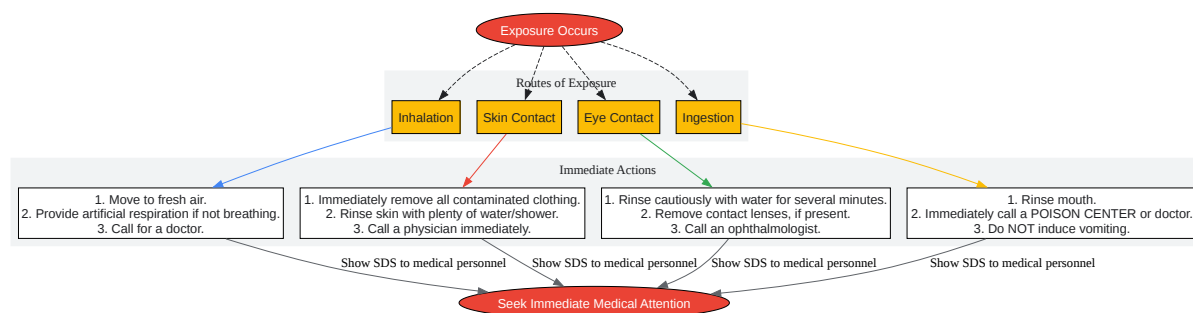 Exposure Occurs
Routes of Exposure
Inhalation
Skin Contact
Eye Contact
Ingestion
Immediate Actions
1. Move to fresh air.
2. Provide artificial respiration if not breathing.
3. Call for a doctor.
1. Immediately remove all contaminated clothing.
2. Rinse skin with plenty of water/shower.
3. Call a physician immediately.
1. Rinse cautiously with water for several minutes.
2. Remove contact lenses, if present.
3. Call an ophthalmologist.
1. Rinse mouth.
2. Immediately call a POISON CENTER or doctor.
3. Do NOT induce vomiting.
Show SDS to medical personnel
Show SDS to medical personnel
Show SDS to medical personnel
Show SDS to medical personnel
Seek Immediate Medical Attention